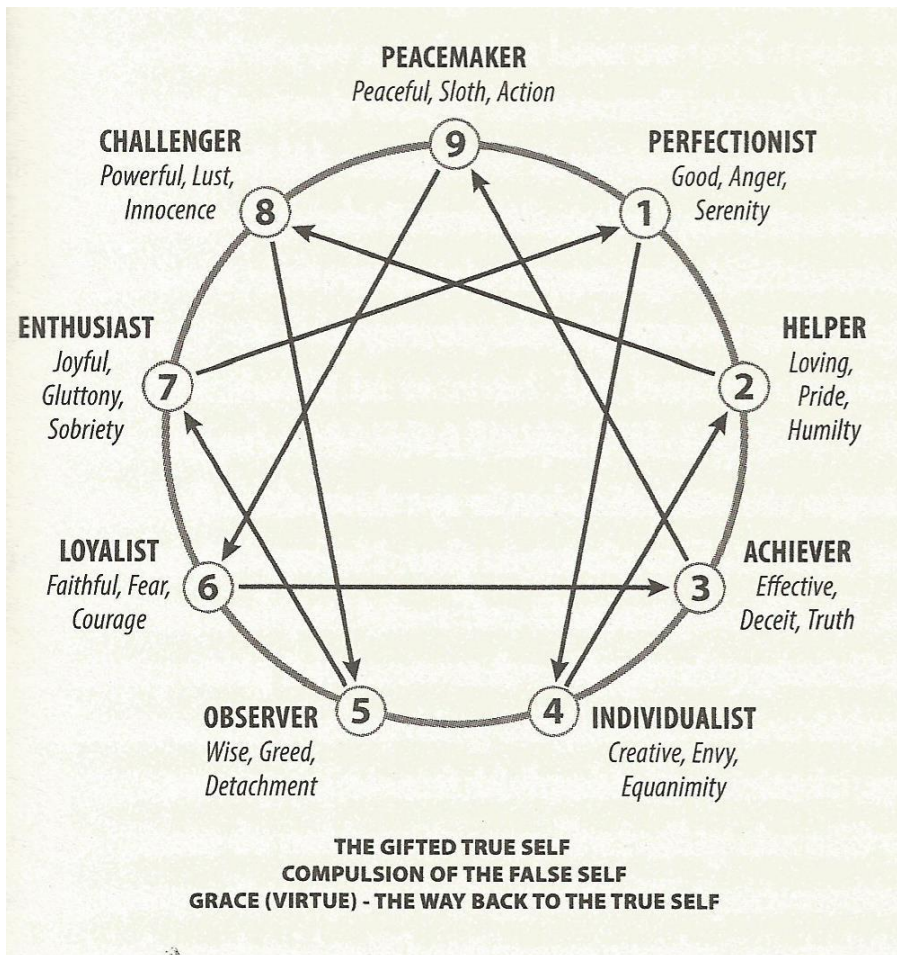 PEACEMAKER
Peaceful, Sloth, Action
9
CHALLENGER
Powerful, Lust,
Innocence
8
PERFECTIONIST
Good, Anger,
Serenity
1
ENTHUSIAST
Joyful,
Gluttony,
Sobriety
7
HELPER
Loving,
Pride,
Humilty
2
LOYALIST
Faithful, Fear,
Courage
6
ACHIEVER
Effective,
Deceit, Truth
3
OBSERVER
Wise, Greed,
Detachment
5
4
INDIVIDUALIST
Creative, Envy,
Equanimity
THE GIFTED TRUE SELF
COMPULSION OF THE FALSE SELF
GRACE (VIRTUE) - THE WAY BACK TO THE TRUE SELF